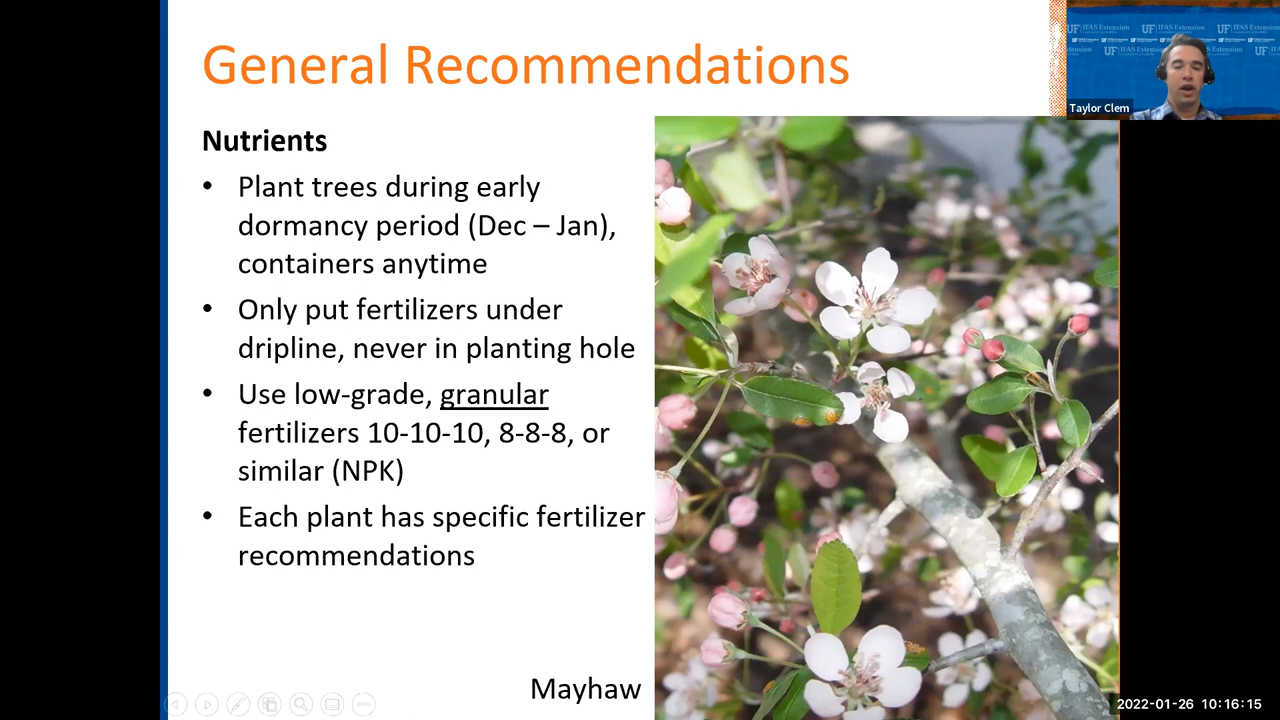 General Recommendations
UF IFAS Extension
Taylor Clem
Nutrients
• Plant trees during early
dormancy period (Dec – Jan),
containers anytime
• Only put fertilizers under
dripline, never in planting hole
• Use low-grade, granular
fertilizers 10-10-10, 8-8-8, or
similar (NPK)
• Each plant has specific fertilizer
recommendations
Mayhaw
2022-01-26 10:16:15